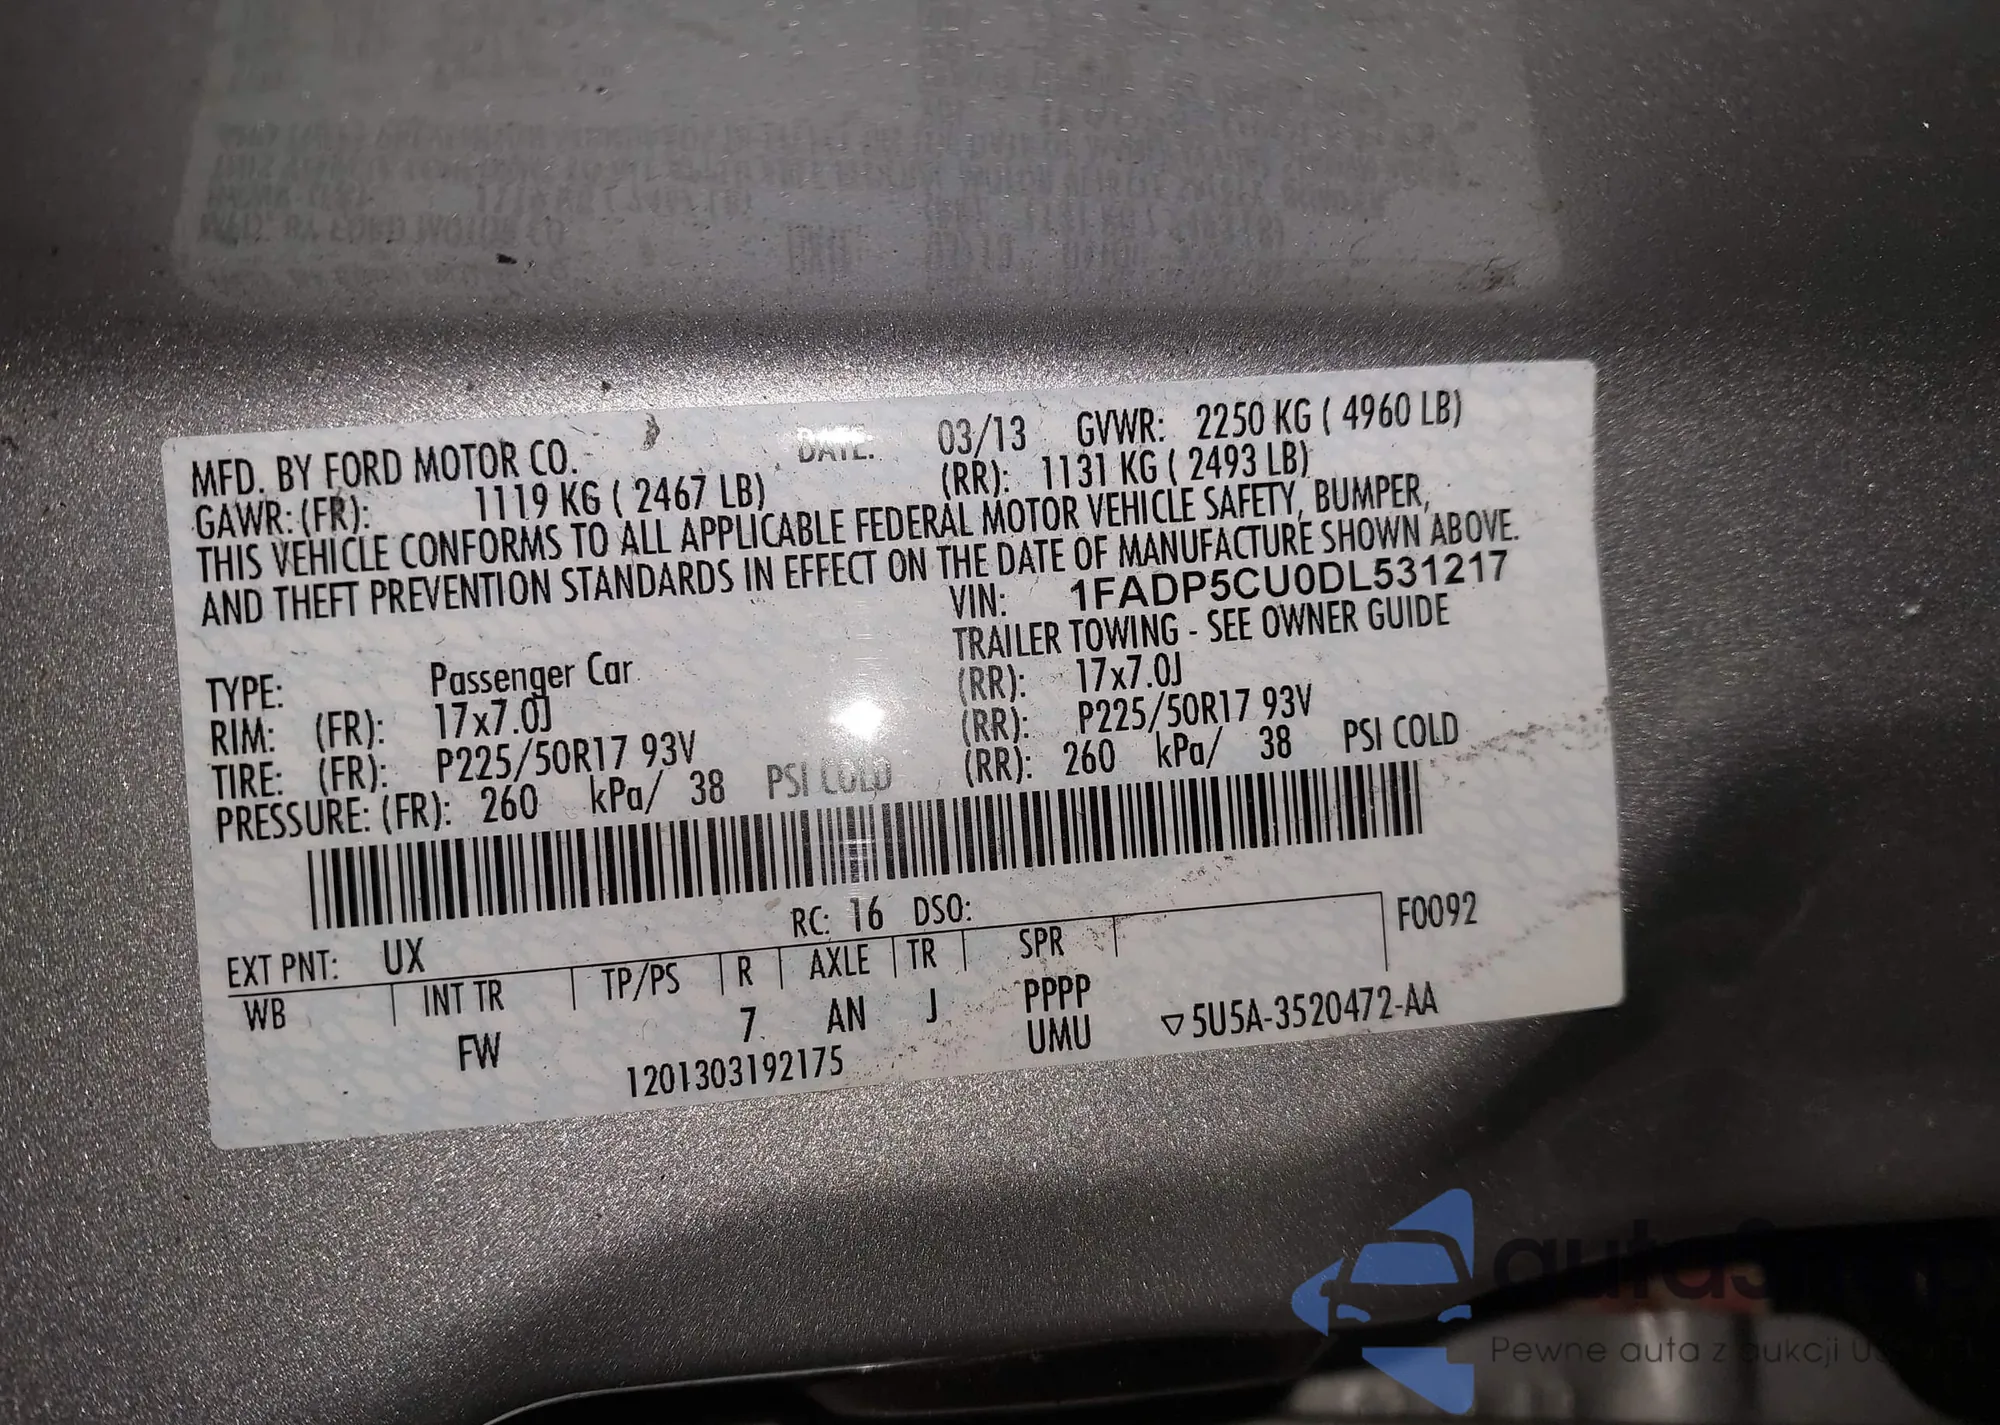 MFD. BY FORD MOTOR CO. DATE: 03/13 GVWR: 2250 KG ( 4960 LB)
GAWR: (FR): 1119 KG ( 2467 LB) (RR): 1131 KG ( 2493 LB)
THIS VEHICLE CONFORMS TO ALL APPLICABLE FEDERAL MOTOR VEHICLE SAFETY, BUMPER,
AND THEFT PREVENTION STANDARDS IN EFFECT ON THE DATE OF MANUFACTURE SHOWN ABOVE.
VIN: 1FADP5CU0DL531217
TRAILER TOWING - SEE OWNER GUIDE
TYPE: Passenger Car
RIM: (FR): 17x7.0J (RR): 17x7.0J
TIRE: (FR): P225/50R17 93V (RR): P225/50R17 93V
PRESSURE: (FR): 260 kPa/ 38 PSI COLD (RR): 260 kPa/ 38 PSI COLD
RC: 16 DSO: F0092
EXT PNT: UX
WB INT TR TP/PS R AXLE TR SPR
FW 7 AN J PPPP
UMU
1201303192175 ▽5U5A-3520472-AA
Pewne auta z aukcji